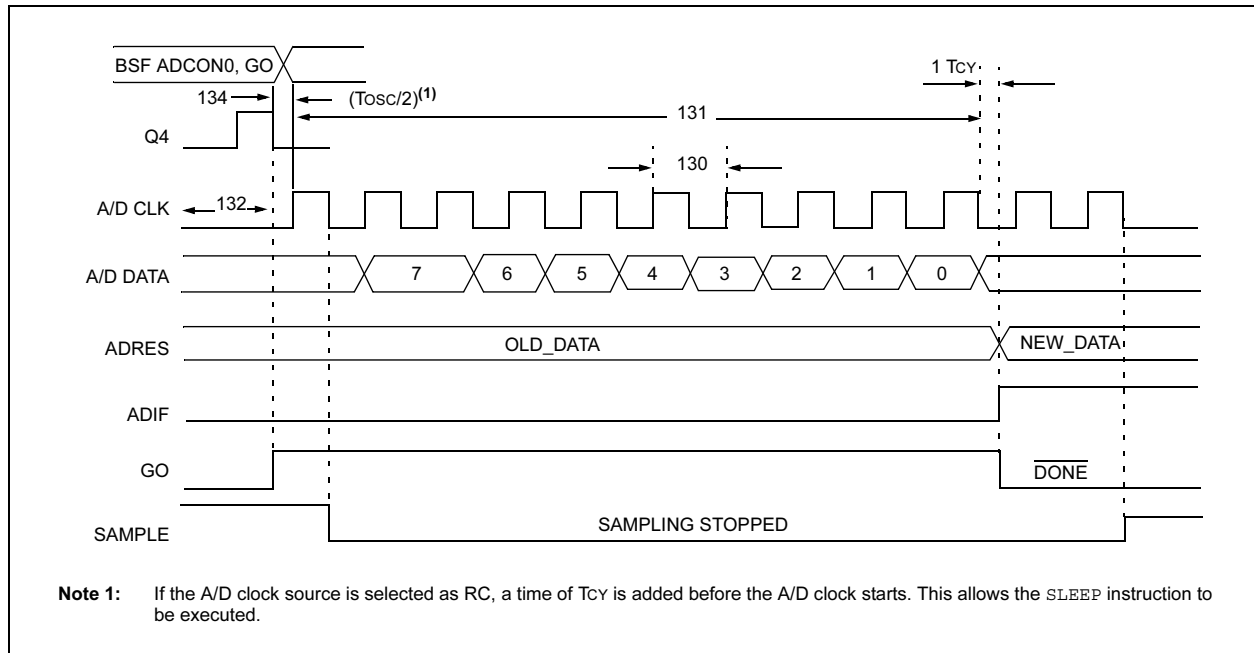 BSF ADCON0, GO
1 TCY
134
(TOSC/2)(1)
131
Q4
130
A/D CLK
132
A/D DATA
7 6 5 4 3 2 1 0
ADRES
OLD_DATA
NEW_DATA
ADIF
GO
DONE
SAMPLE
SAMPLING STOPPED
Note 1: If the A/D clock source is selected as RC, a time of TCY is added before the A/D clock starts. This allows the SLEEP instruction to
be executed.